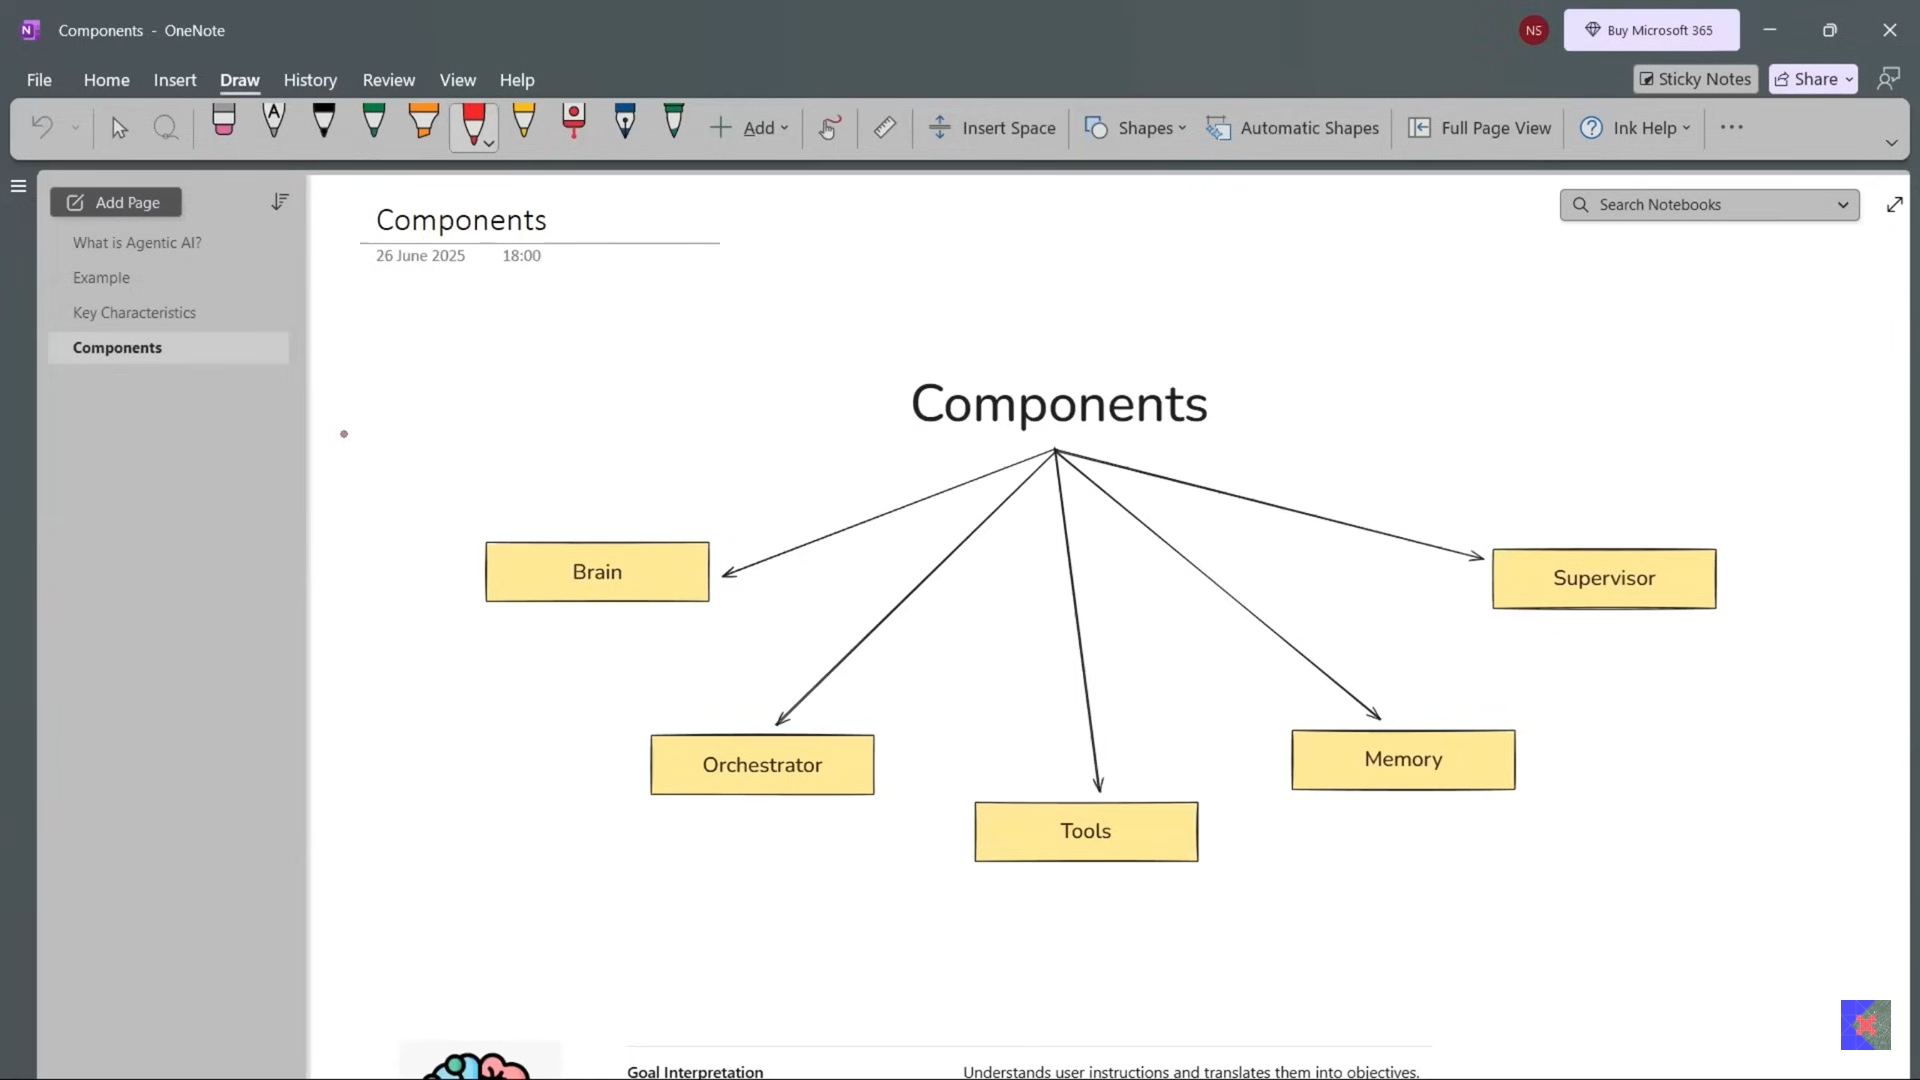 Components - OneNote
NS
Buy Microsoft 365
File Home Insert Draw History Review View Help
Sticky Notes
Share
A
Add
Insert Space
Shapes
Automatic Shapes
Full Page View
Ink Help
Add Page
What is Agentic AI?
Example
Key Characteristics
Components
Components
26 June 2025 18:00
Search Notebooks
Components
Brain
Supervisor
Orchestrator
Memory
Tools
Goal Interpretation Understands user instructions and translates them into objectives.